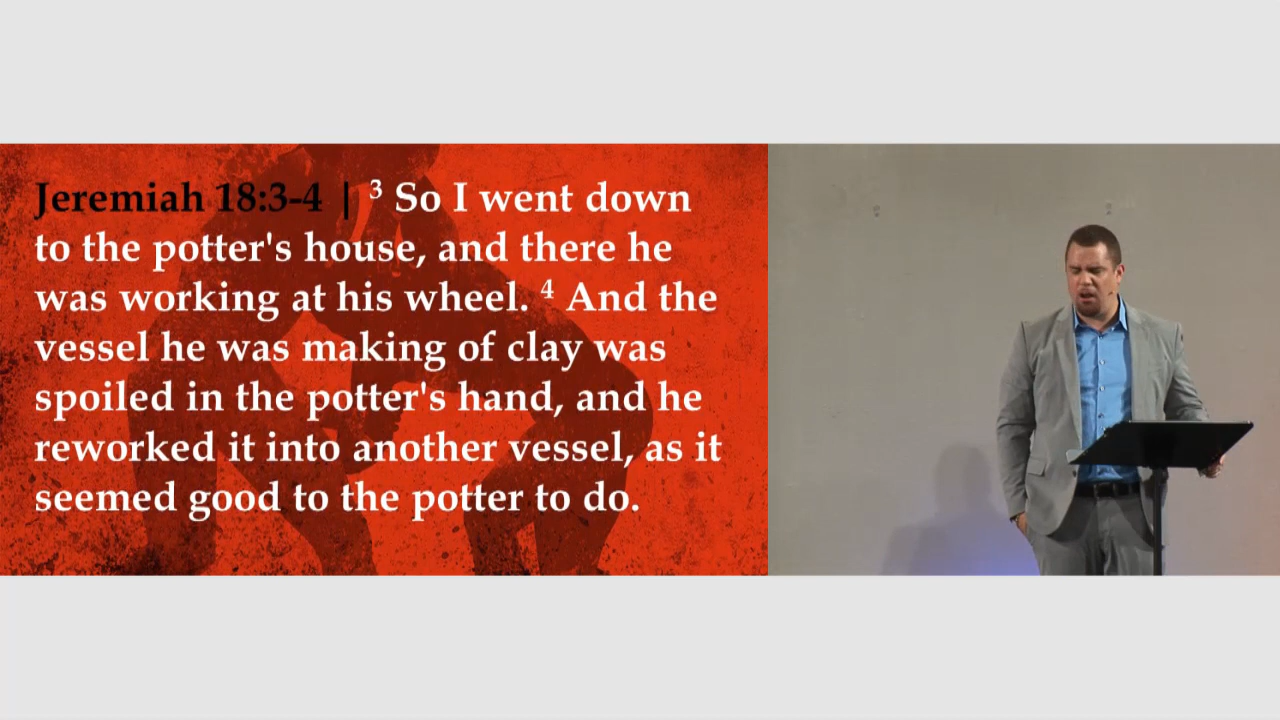 Jeremiah 18:3-4 | ³ So I went down
to the potter's house, and there he
was working at his wheel. ⁴ And the
vessel he was making of clay was
spoiled in the potter's hand, and he
reworked it into another vessel, as it
seemed good to the potter to do.